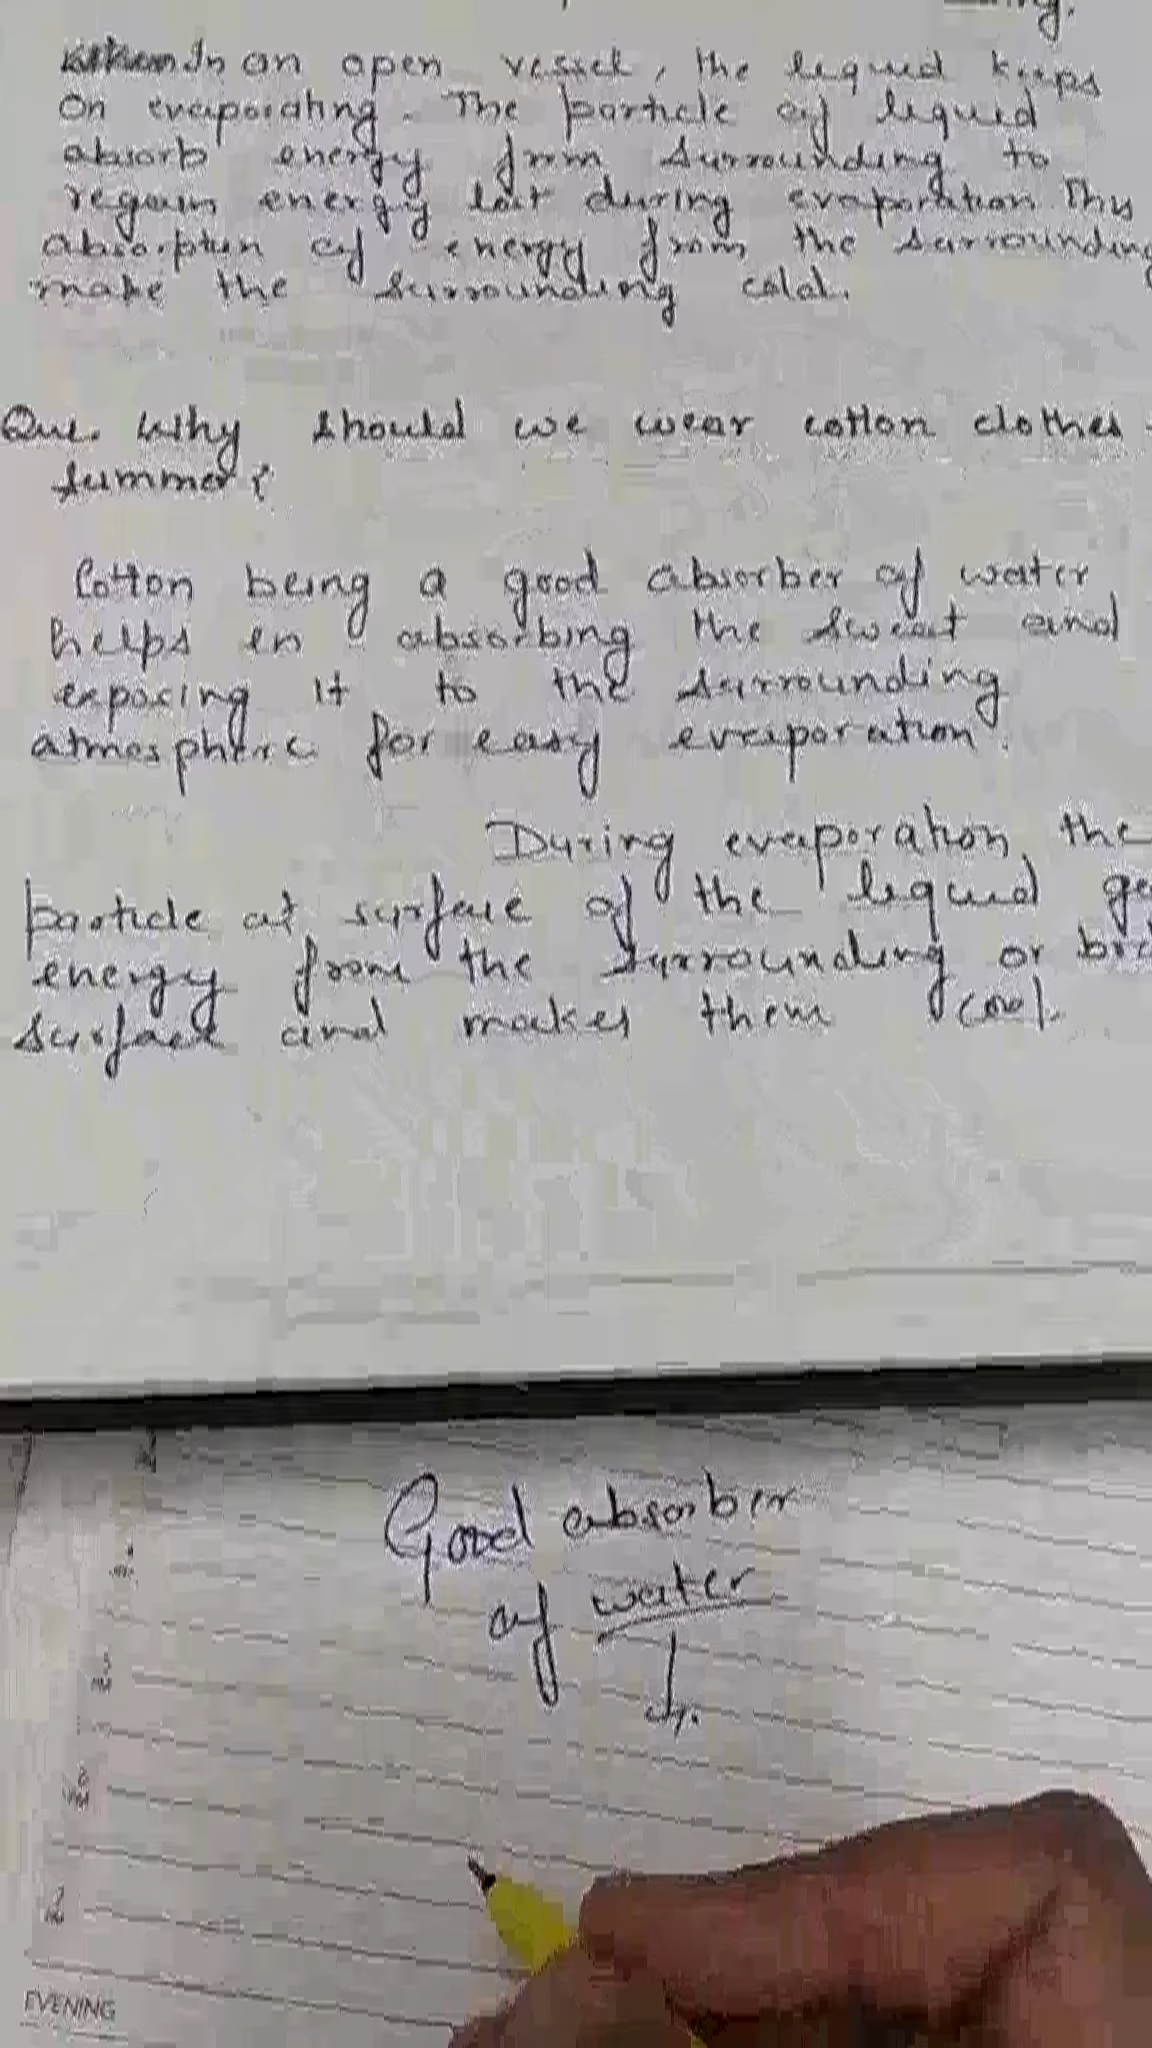 In an open vessel, the liquid keeps
on evaporating. The particle of liquid
absorb energy from surrounding to
regain energy lost during evaporation. This
absorption of energy from the surrounding
make the surrounding cold.
Que. Why should we wear cotton clothes
summer?
Cotton being a good absorber of water
helps in absorbing the sweat and
exposing it to the surrounding
atmosphere for easy evaporation.
During evaporation, the
particle at surface of the liquid
energy from the surrounding or
surface and makes them cool.
Good absorber
of water
EVENING